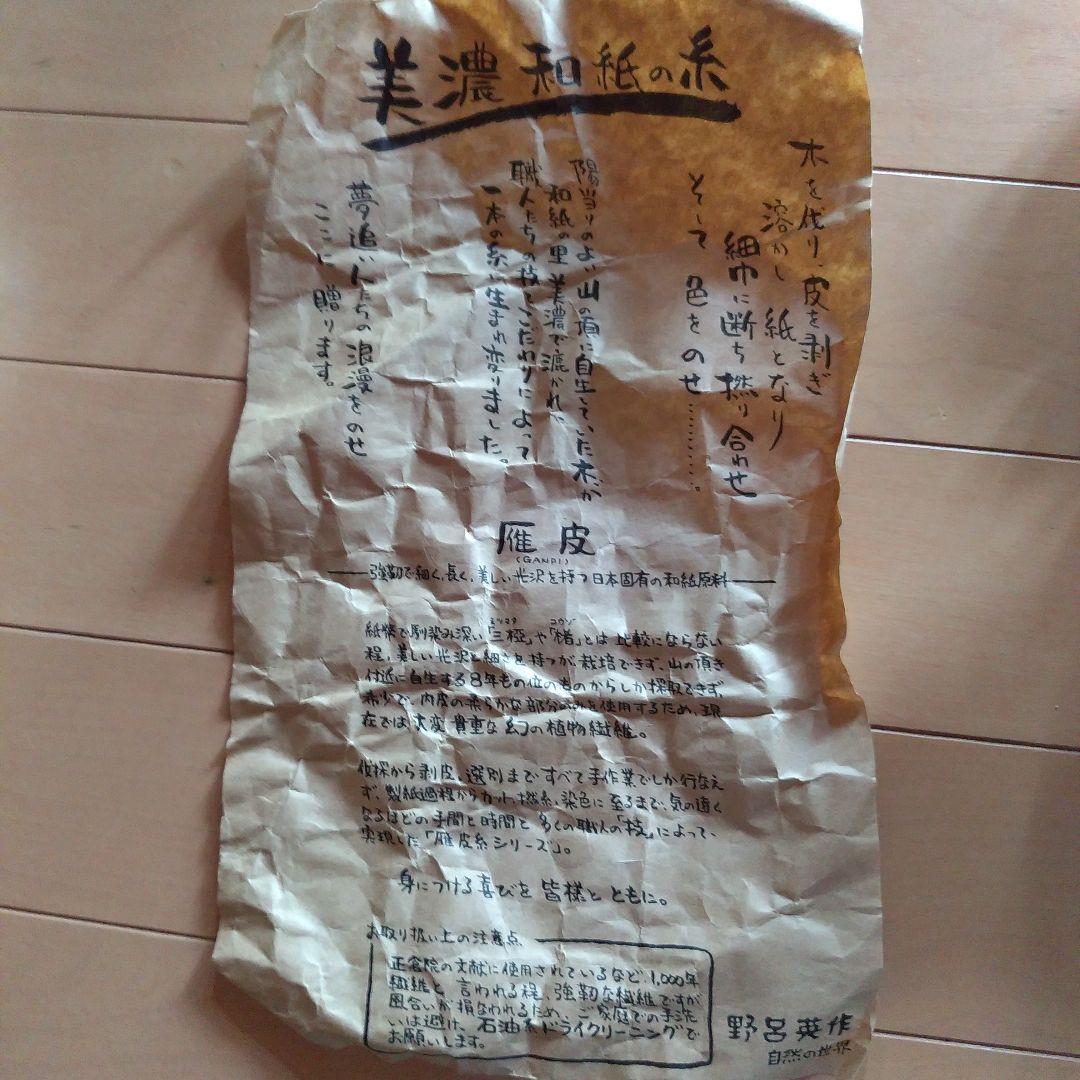 美濃和紙の糸
木を伐り、皮を剥ぎ
溶かし 紙となり
細巾に断ち撚り合わせ
そして 色をのせ…………。
陽当りのよい山の頂に自生していた木が
和紙の里 美濃で漉かれ、
職人たちの技とこだわりによって
一本の糸に生まれ変りました。
夢追い人たちの浪漫をのせ
ここに 贈ります。
雁皮
(GANPI)
強靭で細く、長く、美しい光沢を持つ日本固有の和紙原料
ミツマタ コウゾ
紙幣で馴染み深い「三極」や「楮」とは 比較にならない
程、美しい光沢と細さを持つが、栽培できず、山の頂き
付近に自生する8年もの位のものからしか採取できず、
希少で、内皮の柔らかな部分のみを使用するため、現
在では大変 貴重な 幻の植物繊維。
伐採から剥皮、選別まですべて手作業でしか行なえ
ず、製紙過程からカット、撚糸、染色に至るまで、気の遠く
なるほどの手間と時間と多くの職人の「技」によって、
実現した「雁皮糸シリーズ」。
身につける喜びを 皆様と ともに。
お取り扱い上の注意点
正倉院の文献に使用されているなど、1,000年
繊維と 言われる程、強靭な繊維ですが
風合いが損なわれるため、ご家庭での手洗
いは避け、石油系ドライクリーニングで
お願いします。
野呂英作
自然の世界